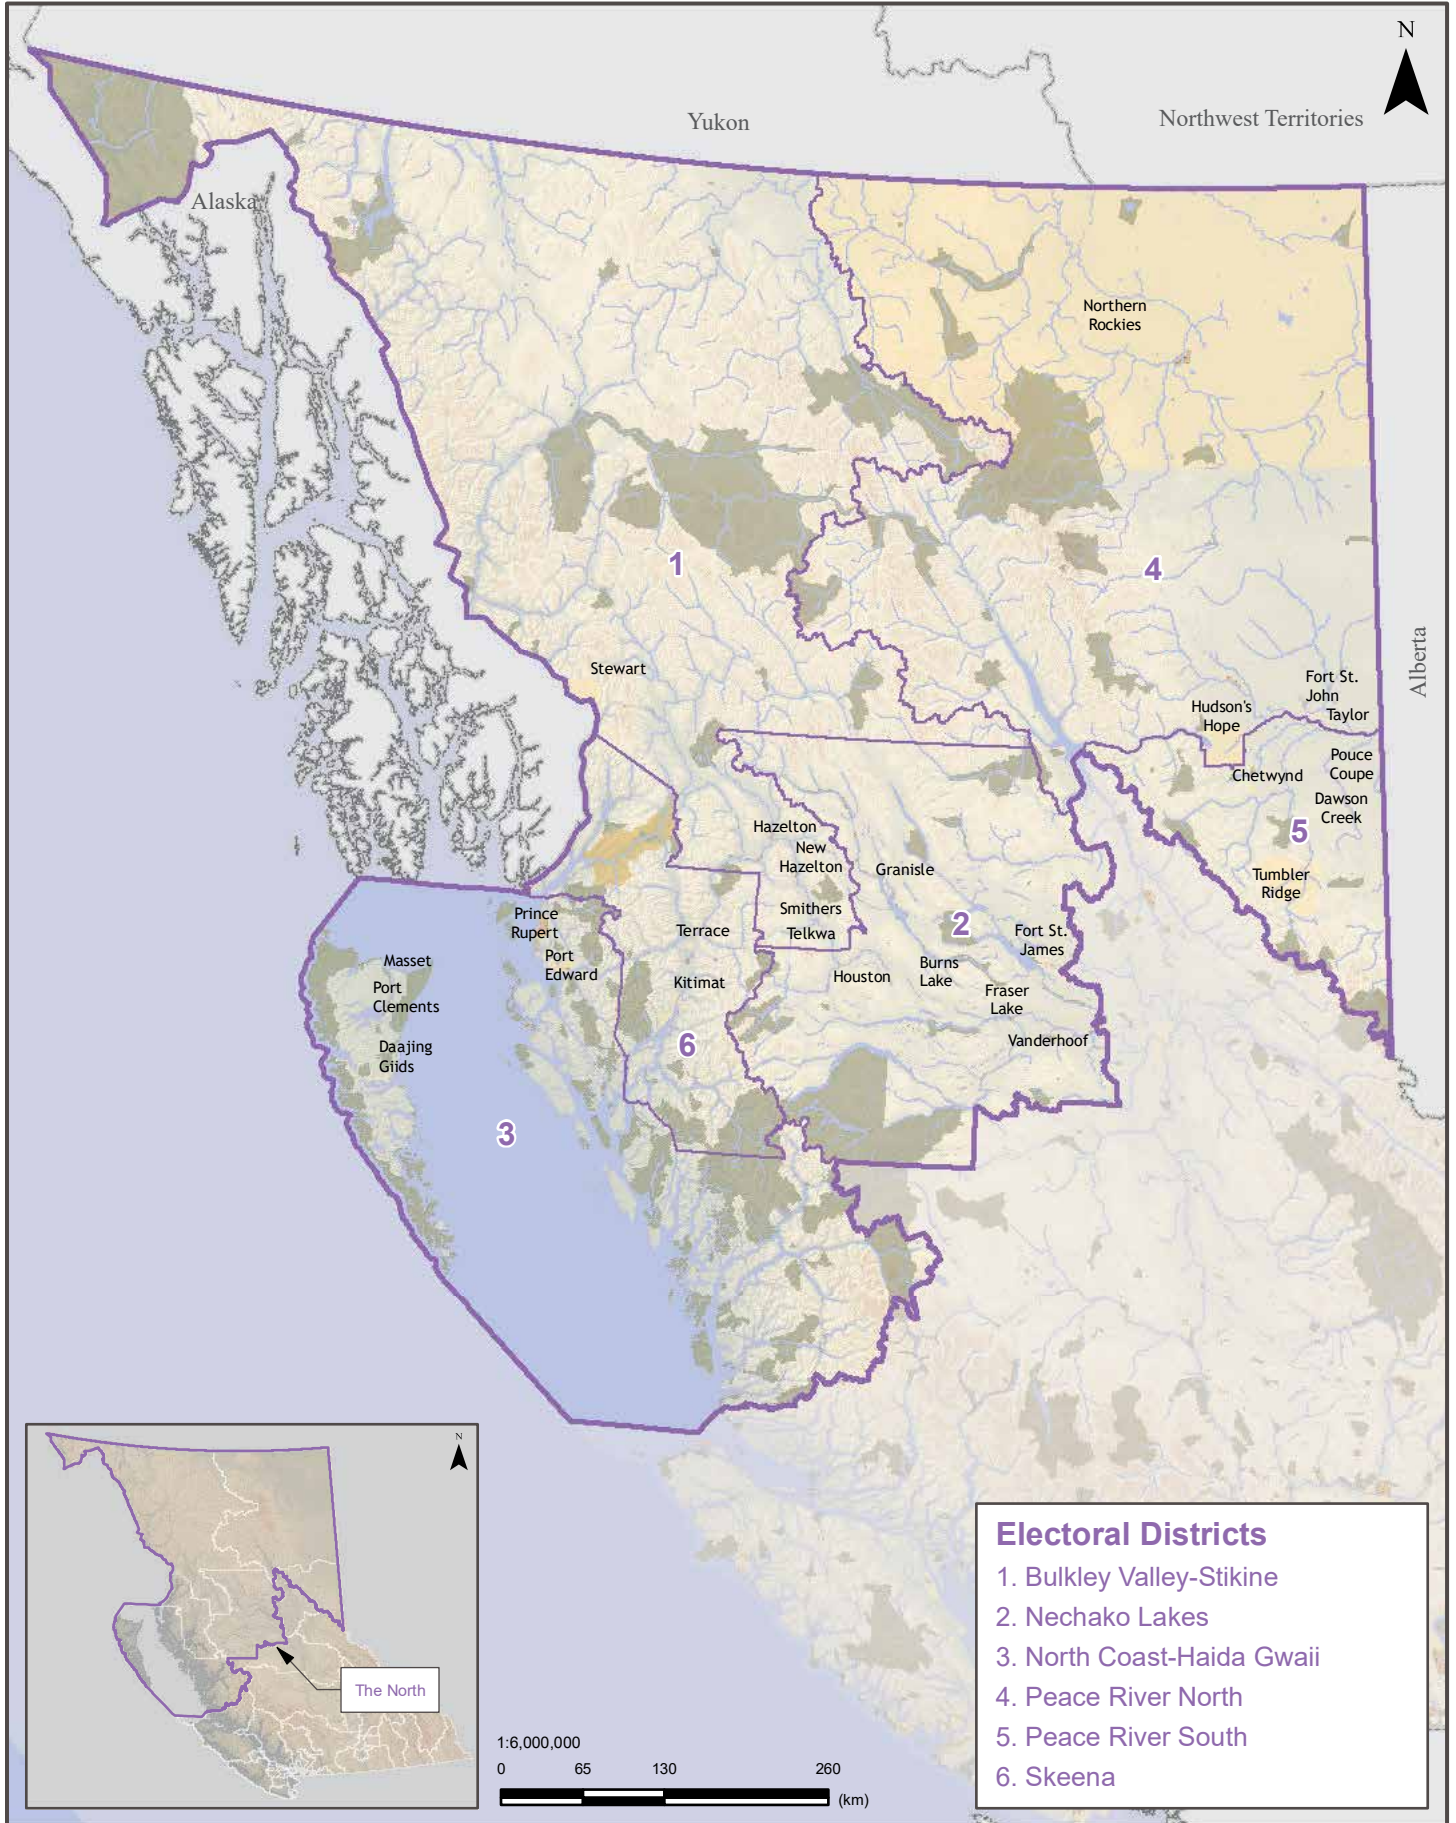 N
Yukon
Northwest Territories
Alaska
Northern
Rockies
1
4
Alberta
Stewart
Fort St.
John
Taylor
Hudson's
Hope
Pouce
Coupe
Chetwynd
Dawson
Creek
5
Hazelton
New
Hazelton
Granisle
Tumbler
Ridge
Smithers
Telkwa
2
Fort St.
James
Prince
Rupert
Terrace
Port
Edward
Masset
Port
Clements
Kitimat
Houston
Burns
Lake
Fraser
Lake
Daajing
Giids
6
Vanderhoof
3
N
The North
1:6,000,000
0 65 130 260
(km)
Electoral Districts
1. Bulkley Valley-Stikine
2. Nechako Lakes
3. North Coast-Haida Gwaii
4. Peace River North
5. Peace River South
6. Skeena